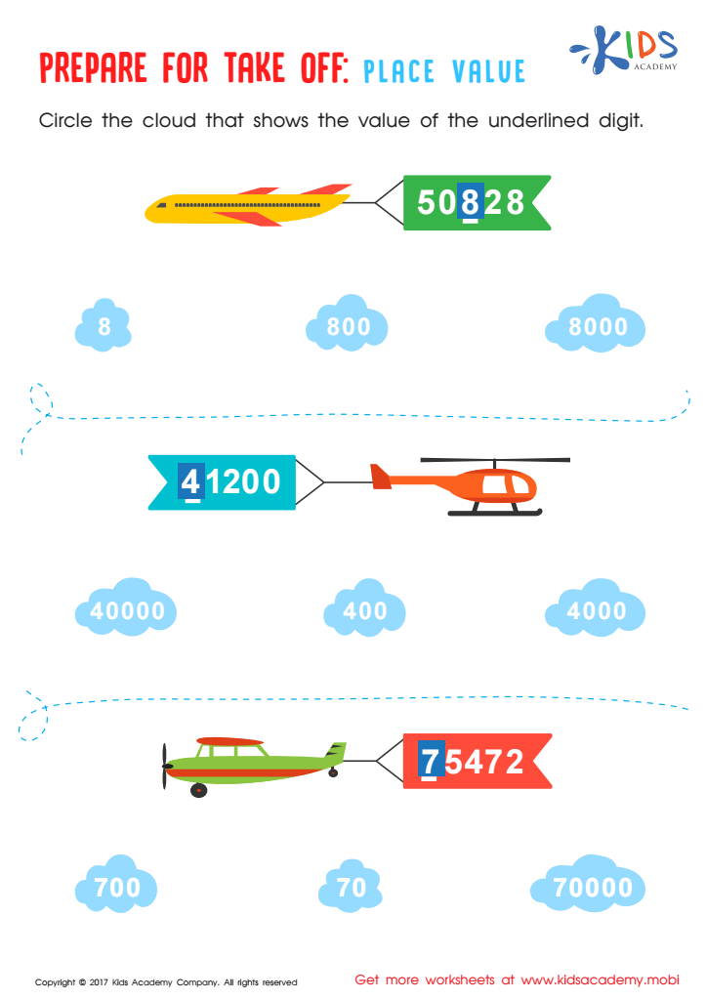 PREPARE FOR TAKE OFF: PLACE VALUE
KIDS
ACADEMY
Circle the cloud that shows the value of the underlined digit.
50828
8 800 8000
41200
40000 400 4000
75472
700 70 70000
Copyright © 2017 Kids Academy Company. All rights reserved
Get more worksheets at www.kidsacademy.mobi